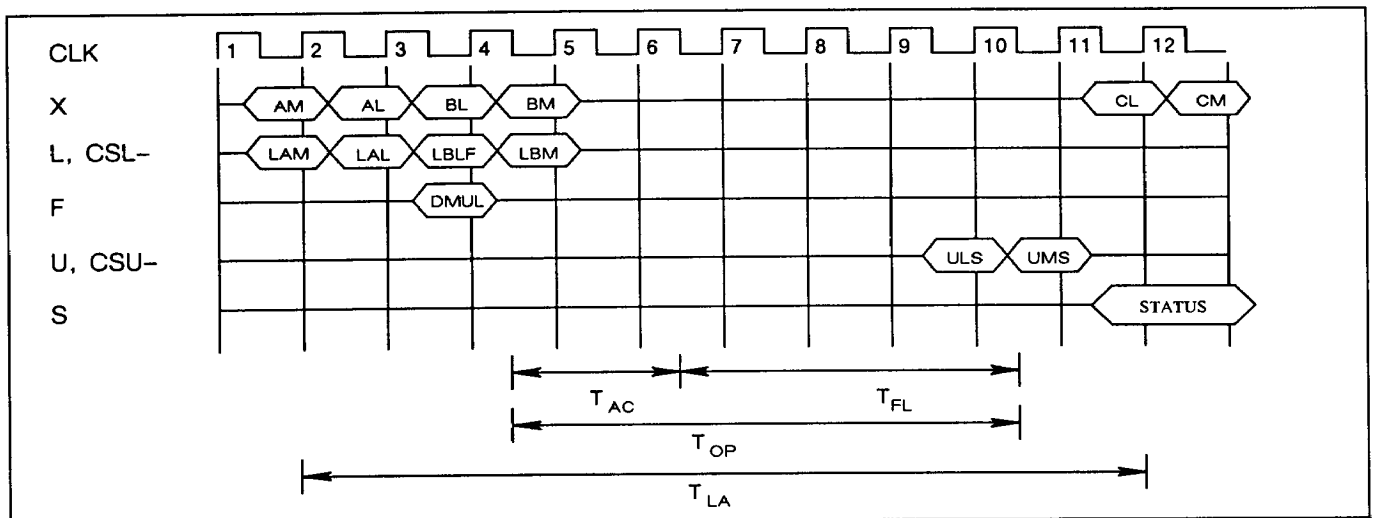 CLK 1 2 3 4 5 6 7 8 9 10 11 12
X AM AL BL BM CL CM
L, CSL– LAM LAL LBLF LBM
F DMUL
U, CSU– ULS UMS
S STATUS
T AC T FL
T OP
T LA